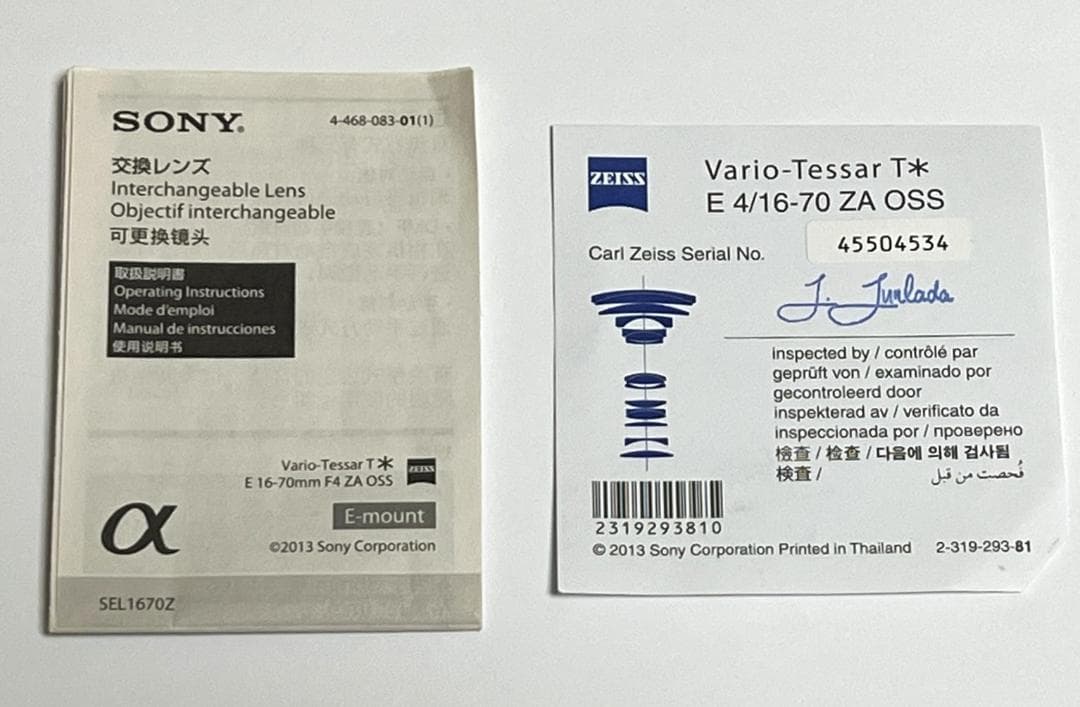 SONY®
4-468-083-01(1)
交換レンズ
Interchangeable Lens
Objectif interchangeable
可更换镜头
取扱説明書
Operating Instructions
Mode d'emploi
Manual de instrucciones
使用说明书
Vario-Tessar T*
ZEISS
E 16-70mm F4 ZA OSS
α
E-mount
©2013 Sony Corporation
SEL1670Z
ZEISS
Vario-Tessar T*
E 4/16-70 ZA OSS
Carl Zeiss Serial No.
45504534
inspected by / contrôlé par
geprüft von / examinado por
gecontroleerd door
inspekterad av / verificato da
inspeccionada por / проверено
檢查 / 检查 / 다음에 의해 검사됨
検査 / فُحصت من قبل
2319293810
© 2013 Sony Corporation Printed in Thailand
2-319-293-81